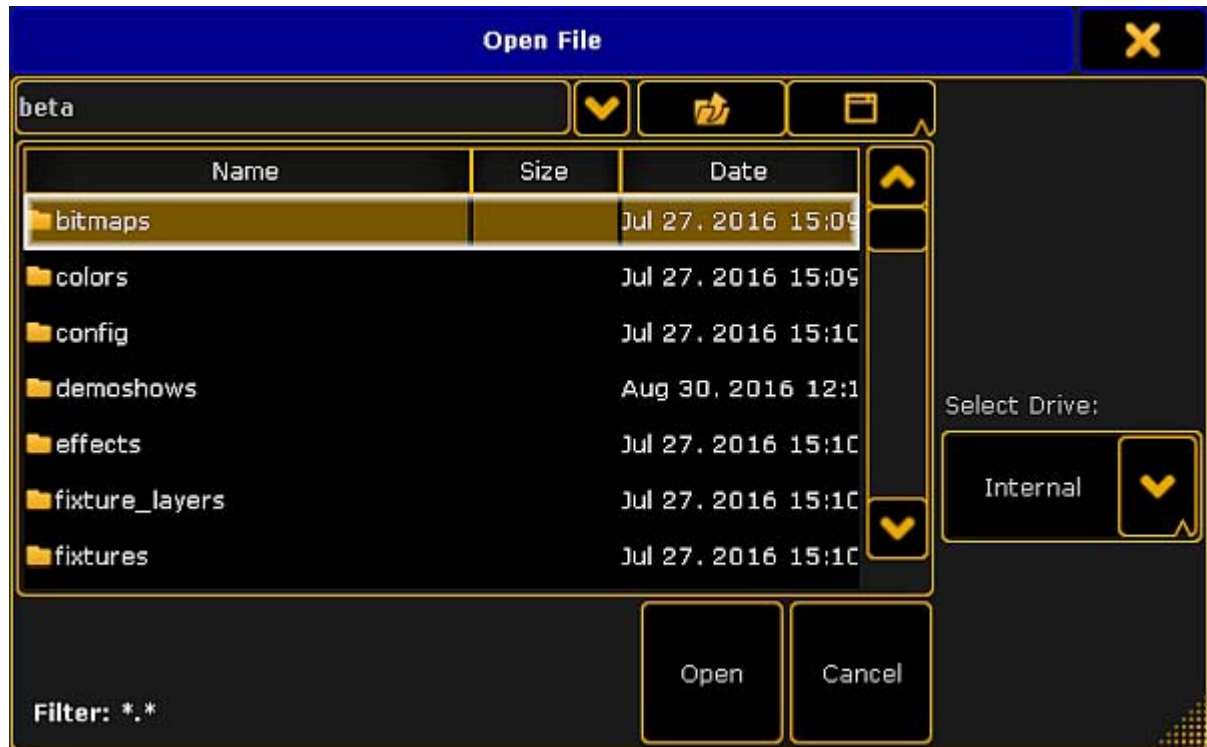 Open File
beta
Name Size Date
bitmaps Jul 27. 2016 15:09
colors Jul 27. 2016 15:09
config Jul 27. 2016 15:10
demoshows Aug 30. 2016 12:1
effects Jul 27. 2016 15:10
fixture_layers Jul 27. 2016 15:10
fixtures Jul 27. 2016 15:10
Select Drive:
Internal
Open Cancel
Filter: *.*